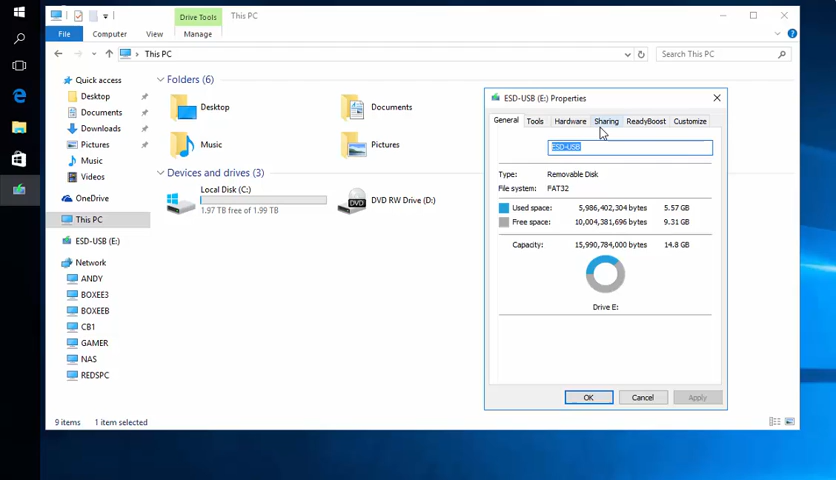 Drive Tools
This PC
File
Computer
View
Manage
This PC
Search This PC
Quick access
Desktop
Documents
Downloads
Pictures
Music
Videos
OneDrive
This PC
ESD-USB (E:)
Network
ANDY
BOXEE3
BOXEEB
CB1
GAMER
NAS
REDSPC
Folders (6)
Desktop
Documents
Music
Pictures
Devices and drives (3)
Local Disk (C:)
1.97 TB free of 1.99 TB
DVD RW Drive (D:)
DVD
9 items 1 item selected
ESD-USB (E:) Properties
General Tools Hardware Sharing ReadyBoost Customize
ESD-USB
Type: Removable Disk
File system: FAT32
Used space: 5,986,402,304 bytes 5.57 GB
Free space: 10,004,381,696 bytes 9.31 GB
Capacity: 15,990,784,000 bytes 14.8 GB
Drive E:
OK Cancel Apply